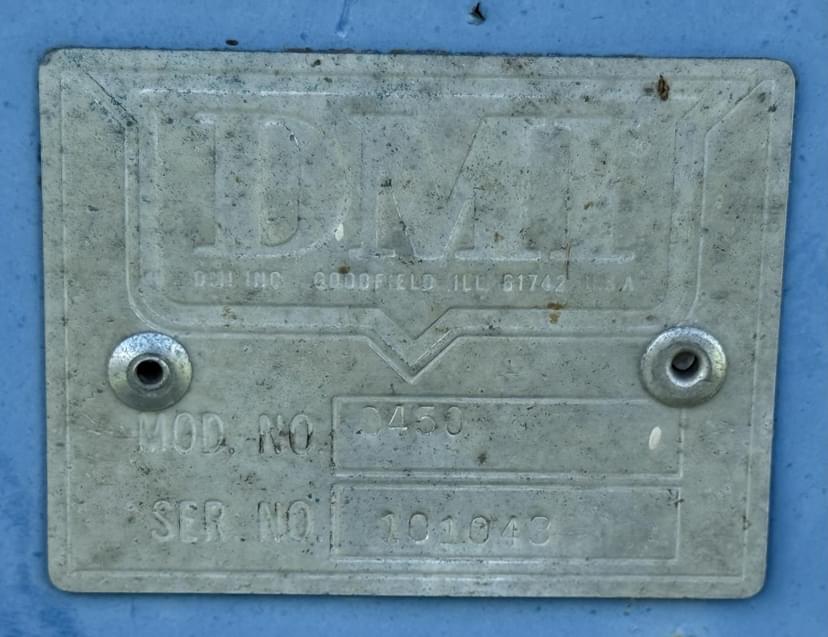 DMI
DMI INC GOODFIELD ILL 61742 U.S.A
MOD. NO.
SER. NO. 101043